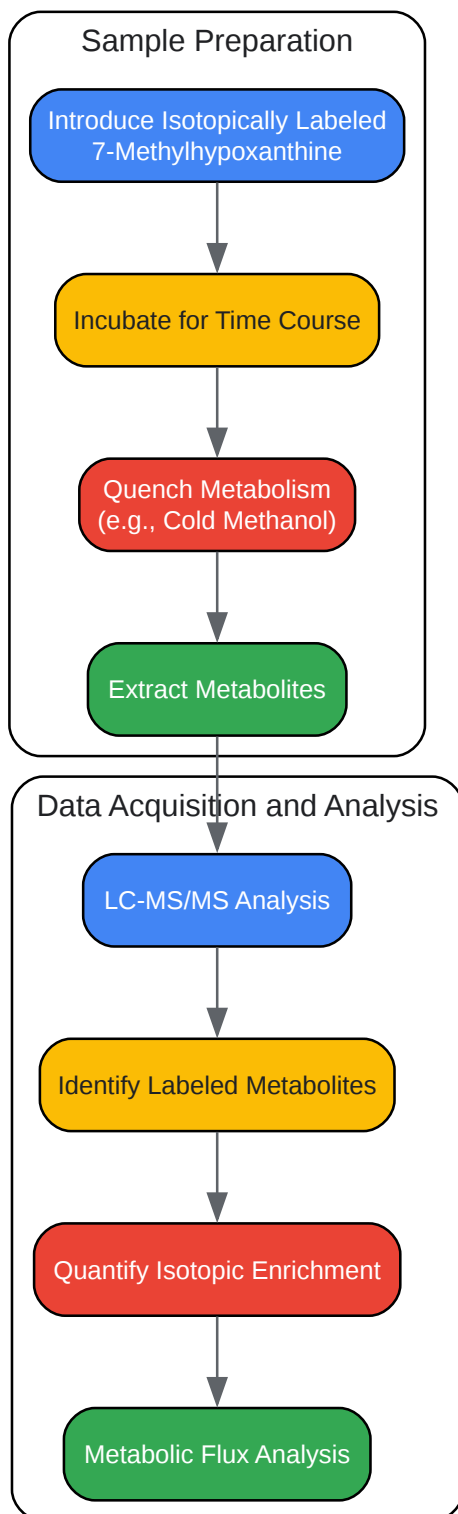 Sample Preparation
Introduce Isotopically Labeled
7-Methylhypoxanthine
Incubate for Time Course
Quench Metabolism
(e.g., Cold Methanol)
Extract Metabolites
Data Acquisition and Analysis
LC-MS/MS Analysis
Identify Labeled Metabolites
Quantify Isotopic Enrichment
Metabolic Flux Analysis